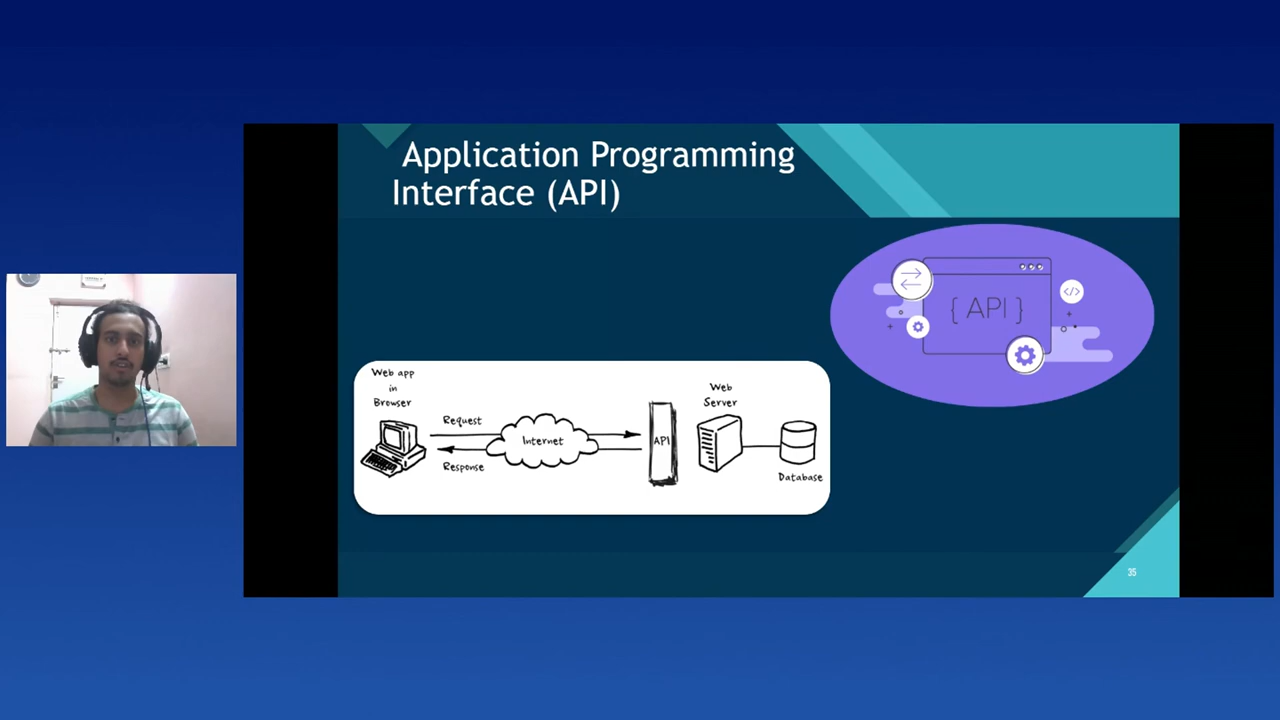 Application Programming
Interface (API)
{ API }
</>
Web app
in
Browser
Request
Internet
Response
API
Web
Server
Database
35